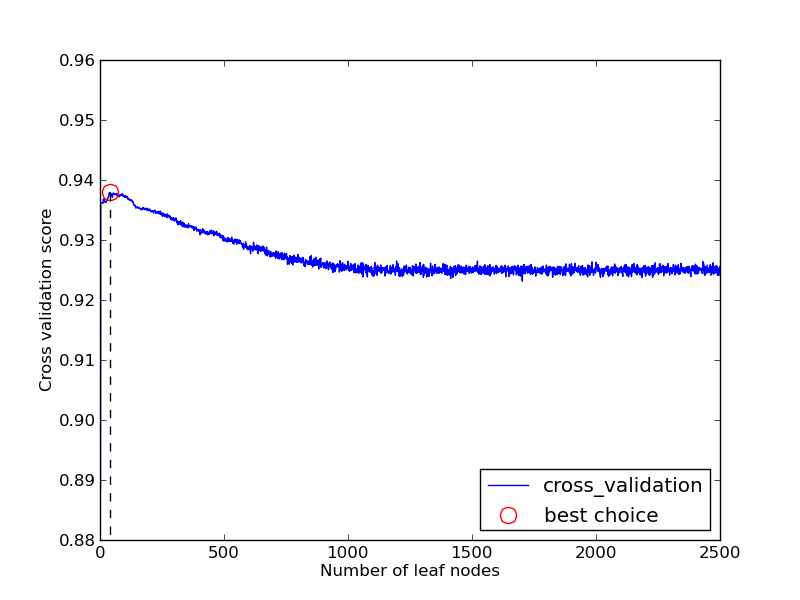 0.96
0.95
0.94
0.93
0.92
0.91
0.90
0.89
0.88
Cross validation score
cross_validation
best choice
0 500 1000 1500 2000 2500
Number of leaf nodes